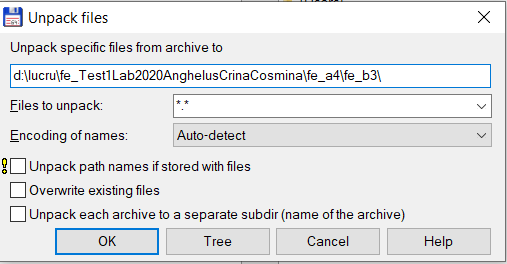 Unpack files
Unpack specific files from archive to
d:\lucru\fe_Test1Lab2020AnghelusCrinaCosmina\fe_a4\fe_b3\
Files to unpack: *.*
Encoding of names: Auto-detect
! Unpack path names if stored with files
Overwrite existing files
Unpack each archive to a separate subdir (name of the archive)
OK Tree Cancel Help